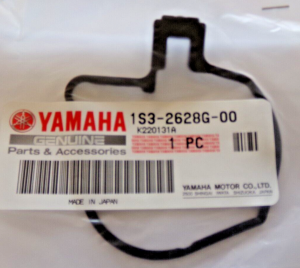 YAMAHA 1S3-2628G-00
GENUINE K220131A
Parts & Accessories 1 PC
YAMAHA MOTOR CO., LTD.
MADE IN JAPAN